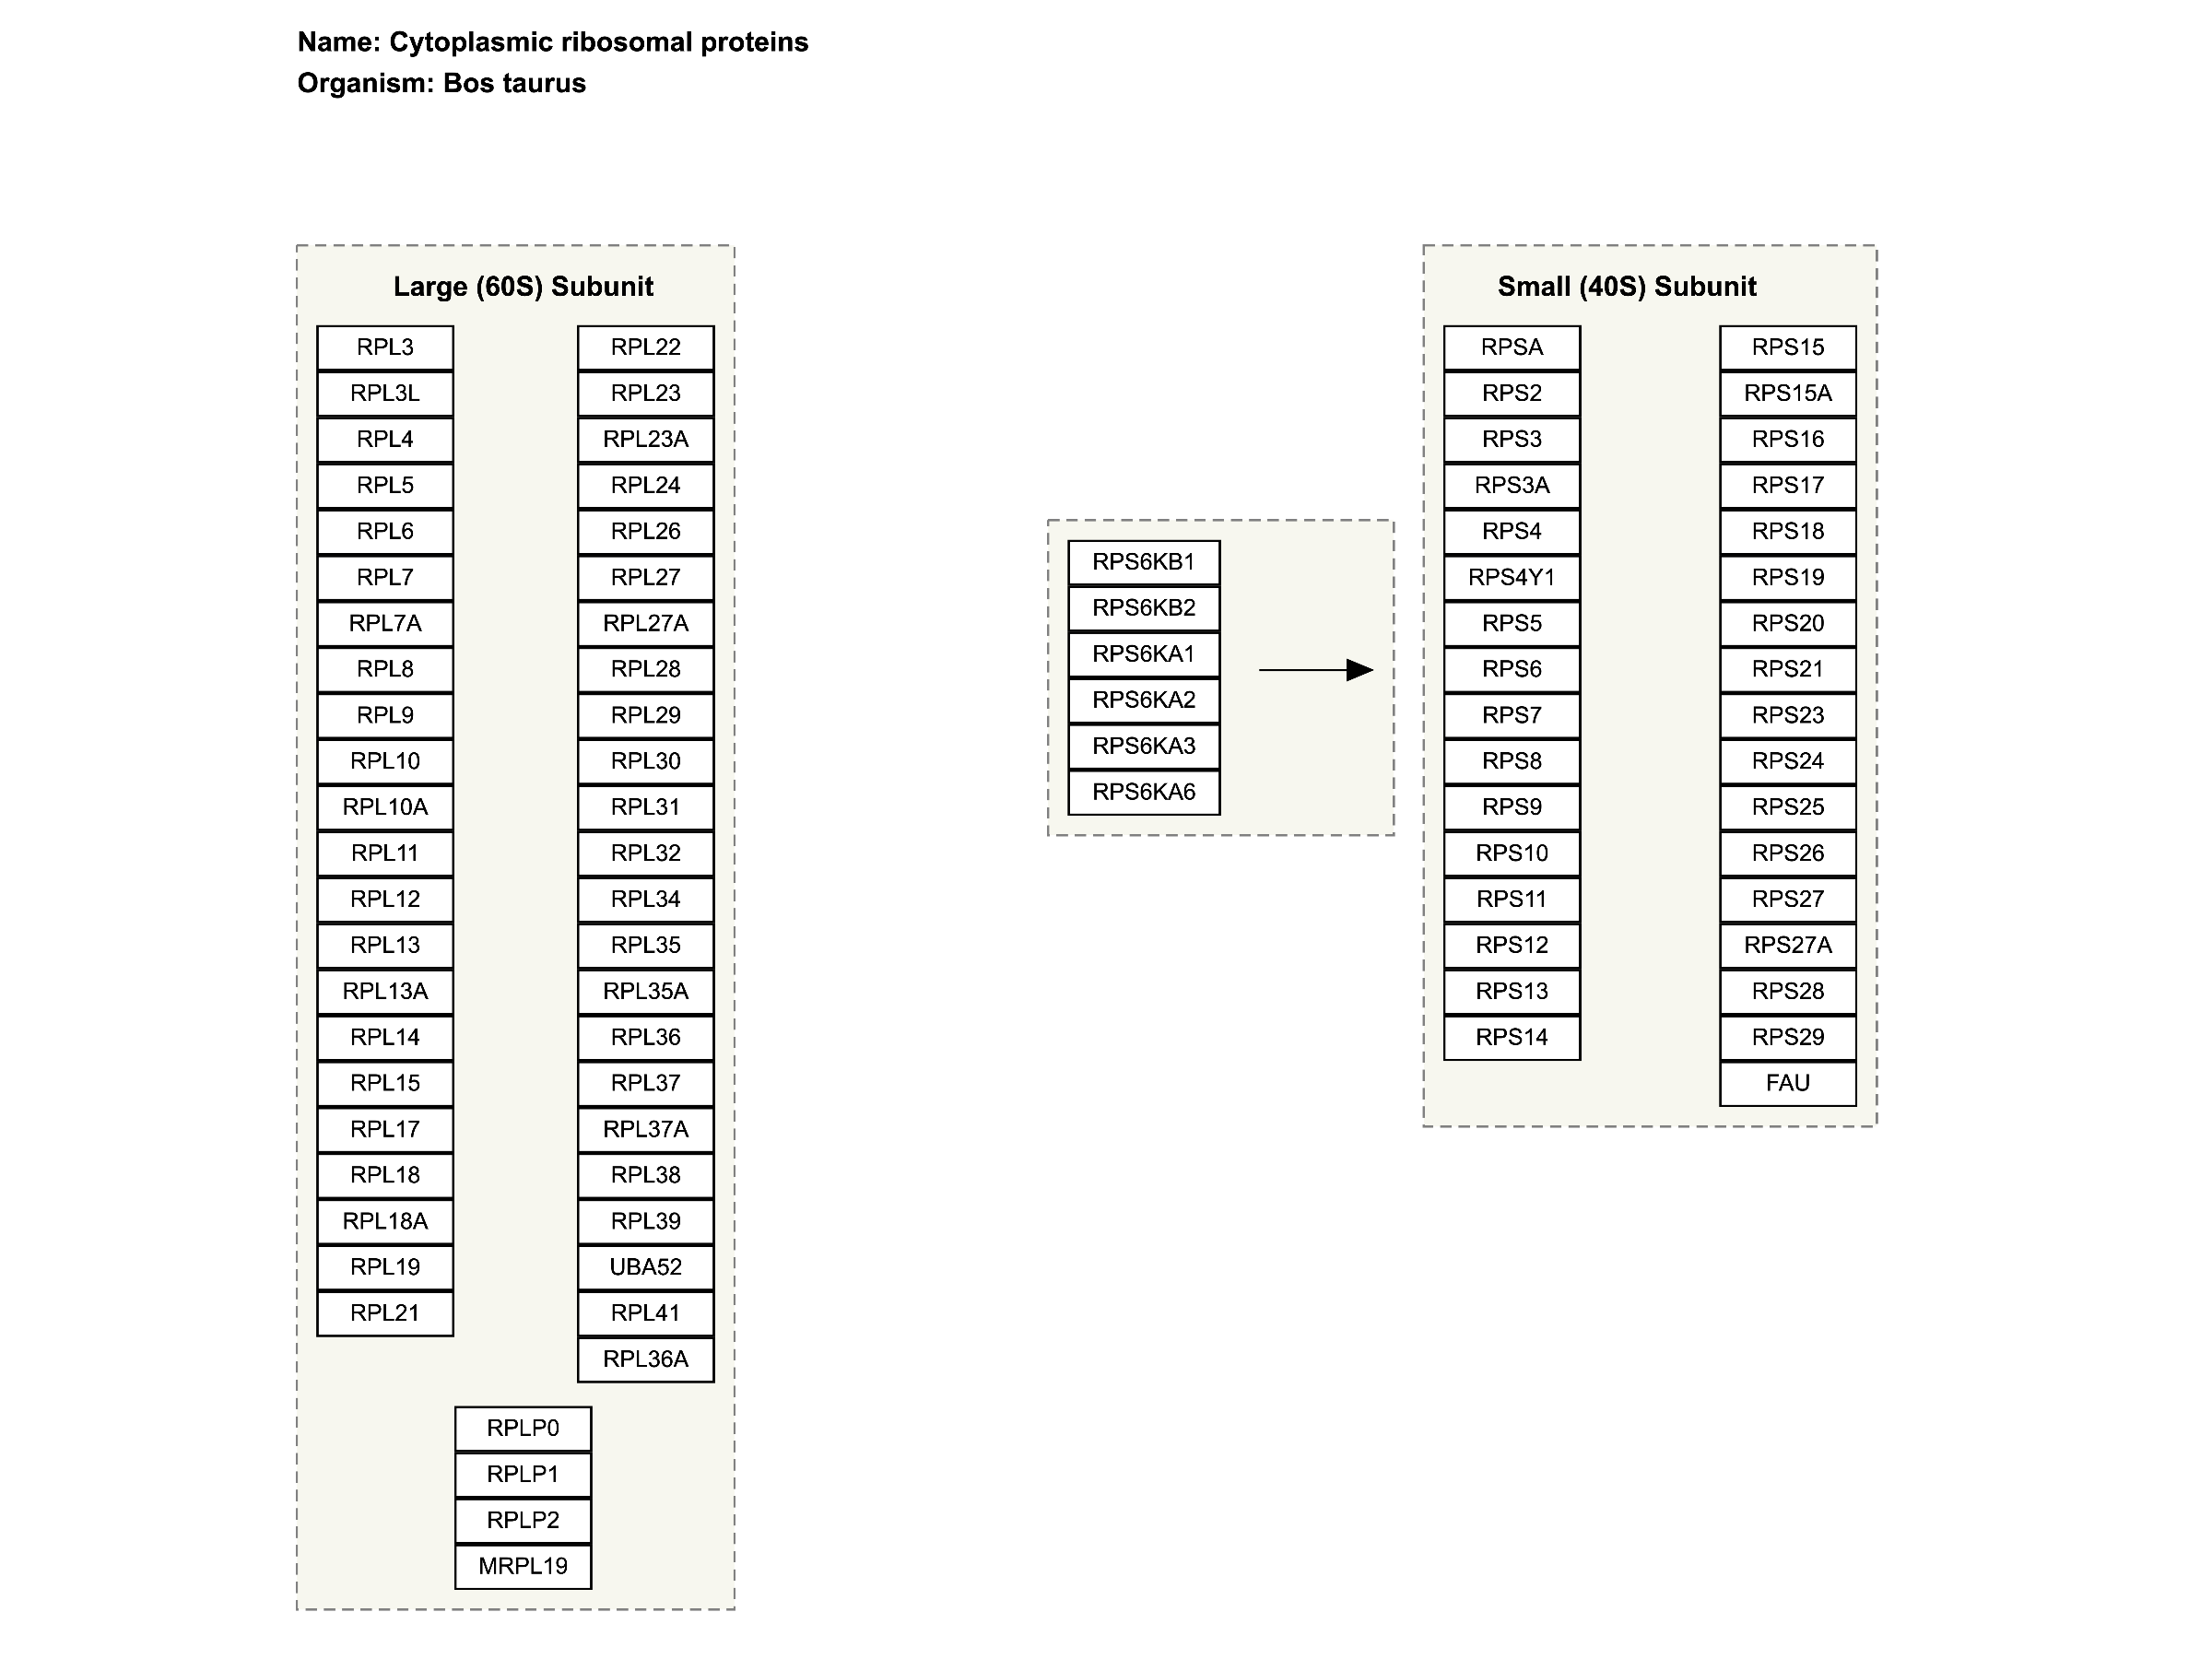 Name: Cytoplasmic ribosomal proteins
Organism: Bos taurus
Large (60S) Subunit
RPL3
RPL3L
RPL4
RPL5
RPL6
RPL7
RPL7A
RPL8
RPL9
RPL10
RPL10A
RPL11
RPL12
RPL13
RPL13A
RPL14
RPL15
RPL17
RPL18
RPL18A
RPL19
RPL21
RPL22
RPL23
RPL23A
RPL24
RPL26
RPL27
RPL27A
RPL28
RPL29
RPL30
RPL31
RPL32
RPL34
RPL35
RPL35A
RPL36
RPL37
RPL37A
RPL38
RPL39
UBA52
RPL41
RPL36A
RPLP0
RPLP1
RPLP2
MRPL19
RPS6KB1
RPS6KB2
RPS6KA1
RPS6KA2
RPS6KA3
RPS6KA6
Small (40S) Subunit
RPSA
RPS2
RPS3
RPS3A
RPS4
RPS4Y1
RPS5
RPS6
RPS7
RPS8
RPS9
RPS10
RPS11
RPS12
RPS13
RPS14
RPS15
RPS15A
RPS16
RPS17
RPS18
RPS19
RPS20
RPS21
RPS23
RPS24
RPS25
RPS26
RPS27
RPS27A
RPS28
RPS29
FAU